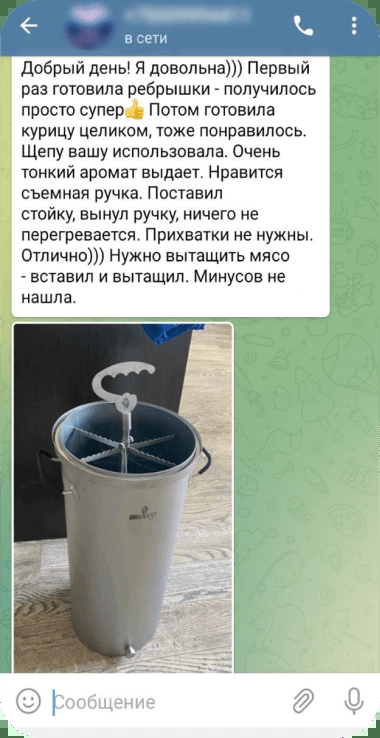 в сети
Добрый день! Я довольна))) Первый
раз готовила ребрышки - получилось
просто супер👍 Потом готовила
курицу целиком, тоже понравилось.
Щепу вашу использовала. Очень
тонкий аромат выдает. Нравится
съемная ручка. Поставил
стойку, вынул ручку, ничего не
перегревается. Прихватки не нужны.
Отлично))) Нужно вытащить мясо
- вставил и вытащил. Минусов не
нашла.
Сообщение